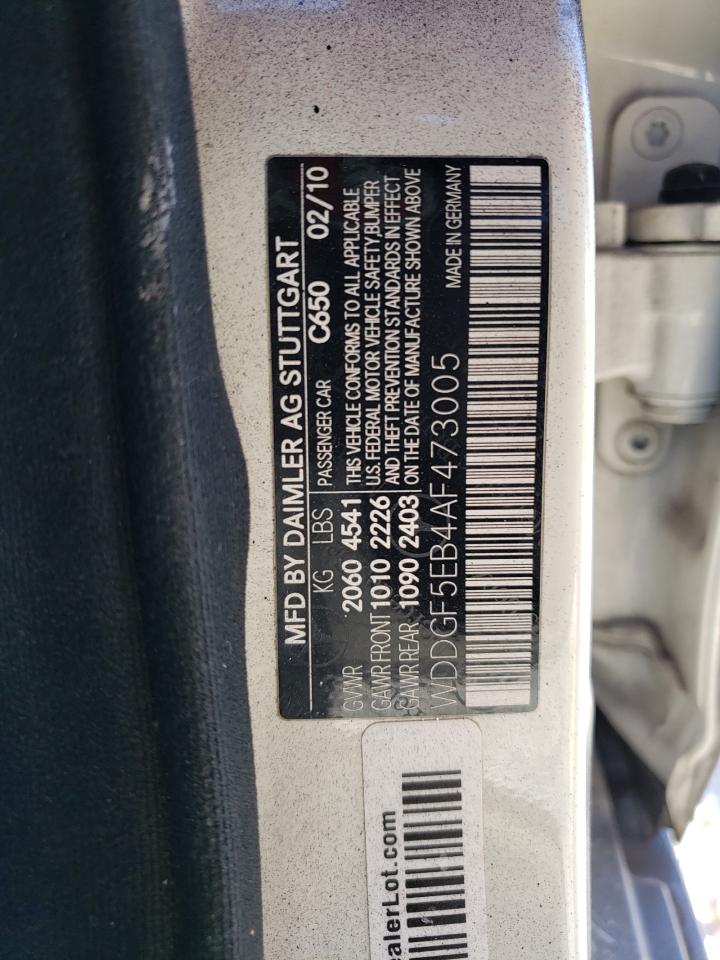 MFD BY DAIMLER AG STUTTGART
KG LBS PASSENGER CAR C650 02/10
GVWR 2060 4541 THIS VEHICLE CONFORMS TO ALL APPLICABLE
GAWR FRONT 1010 2226 U.S. FEDERAL MOTOR VEHICLE SAFETY,BUMPER
GAWR REAR 1090 2403 AND THEFT PREVENTION STANDARDS IN EFFECT
ON THE DATE OF MANUFACTURE SHOWN ABOVE
WDDGF5EB4AF473005 MADE IN GERMANY
ealerLot.com